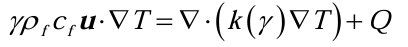 γρ_f c_f **u**·∇T = ∇·(k(γ)∇T) + Q